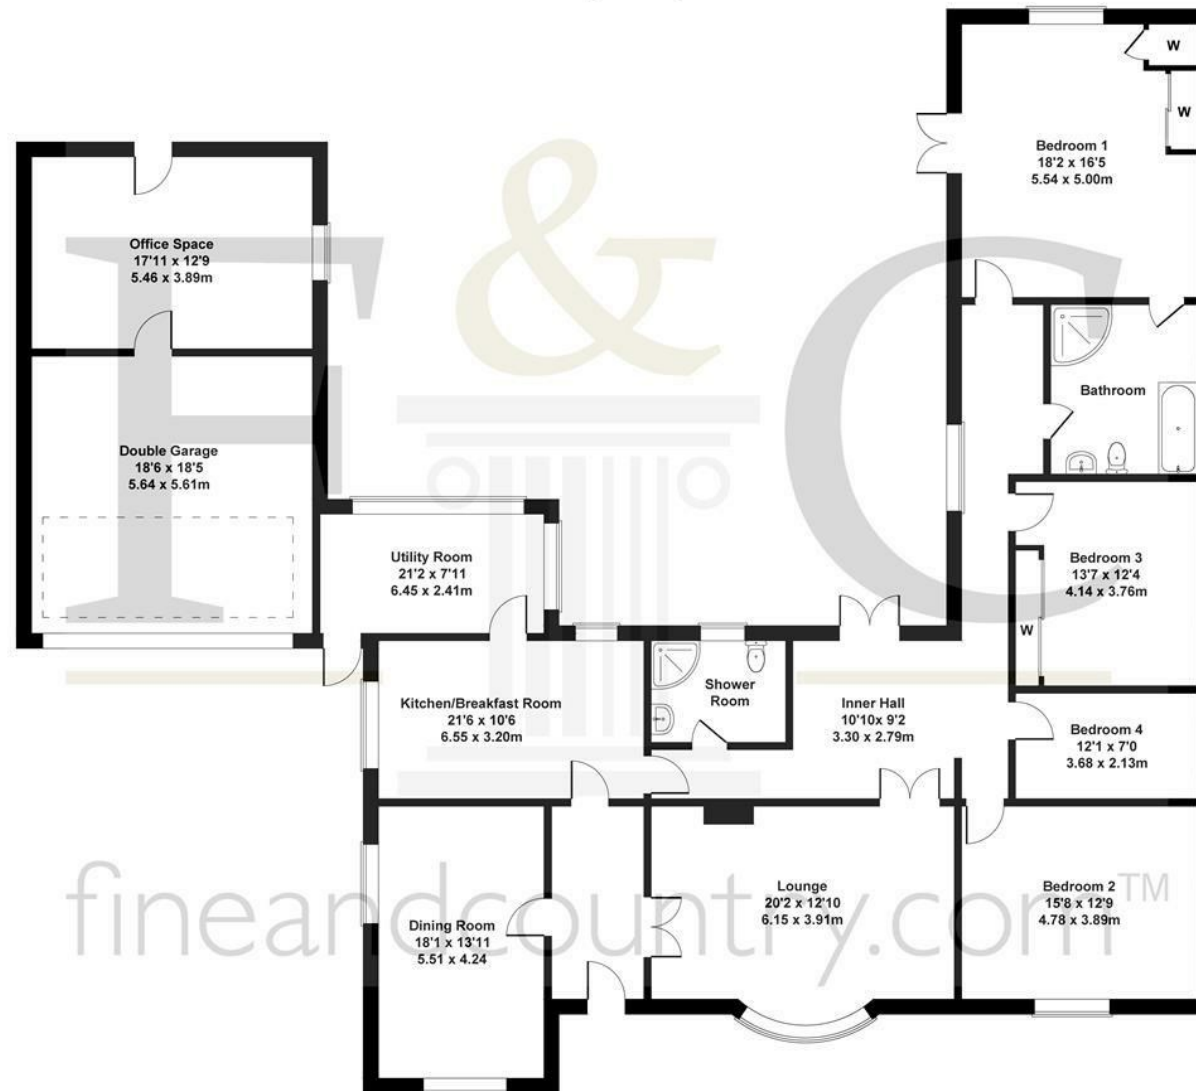 W
W
Bedroom 1
18'2 x 16'5
5.54 x 5.00m
Office Space
17'11 x 12'9
5.46 x 3.89m
F & C
Bathroom
Double Garage
18'6 x 18'5
5.64 x 5.61m
Utility Room
21'2 x 7'11
6.45 x 2.41m
Bedroom 3
13'7 x 12'4
4.14 x 3.76m
W
Shower
Room
Kitchen/Breakfast Room
21'6 x 10'6
6.55 x 3.20m
Inner Hall
10'10x 9'2
3.30 x 2.79m
Bedroom 4
12'1 x 7'0
3.68 x 2.13m
Lounge
20'2 x 12'10
6.15 x 3.91m
Bedroom 2
15'8 x 12'9
4.78 x 3.89m
fineandcountry.com™
Dining Room
18'1 x 13'11
5.51 x 4.24